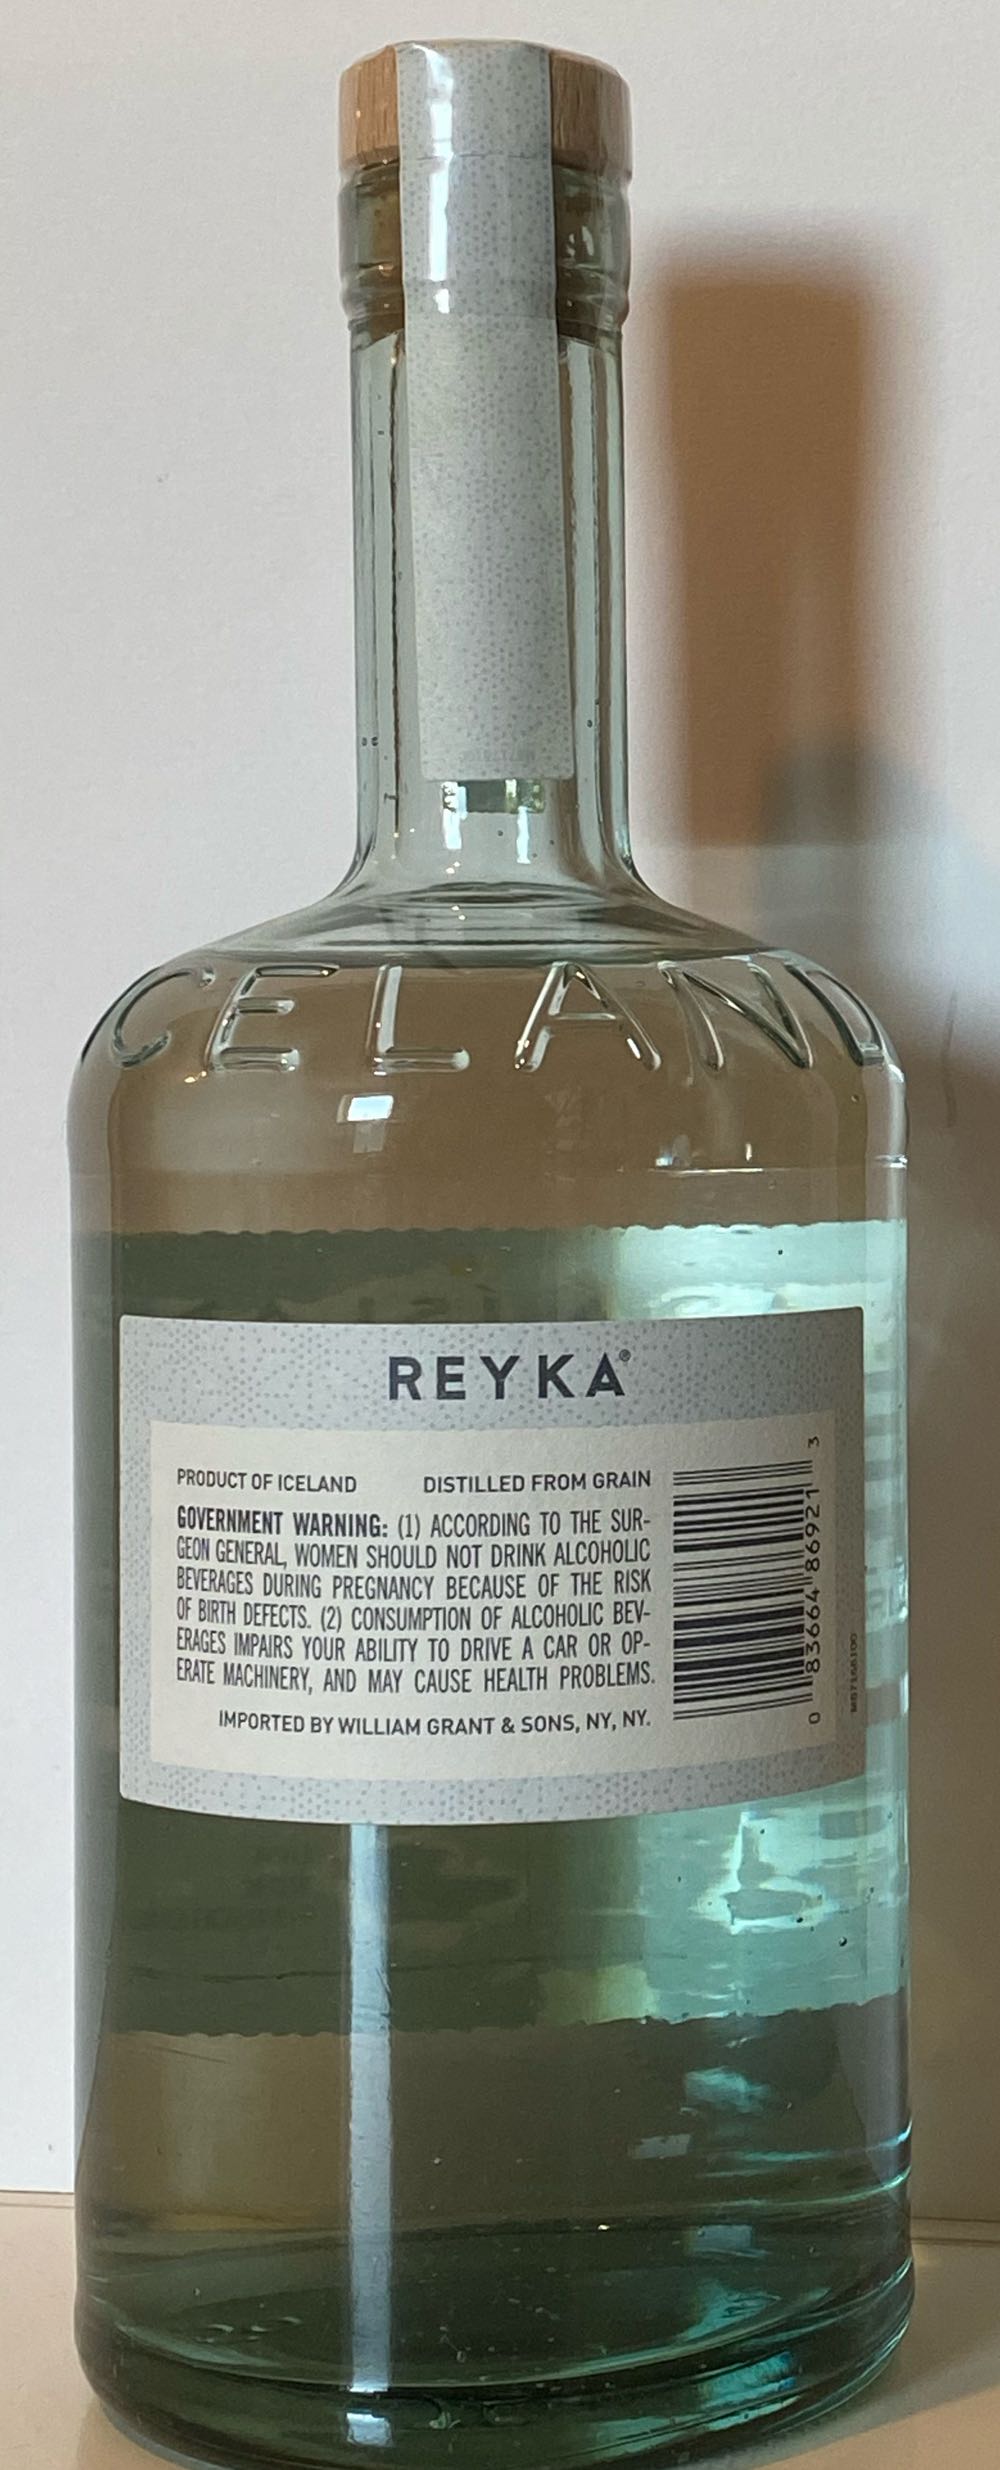 CELAND
REYKA®
PRODUCT OF ICELAND DISTILLED FROM GRAIN
GOVERNMENT WARNING: (1) ACCORDING TO THE SUR-
GEON GENERAL, WOMEN SHOULD NOT DRINK ALCOHOLIC
BEVERAGES DURING PREGNANCY BECAUSE OF THE RISK
OF BIRTH DEFECTS. (2) CONSUMPTION OF ALCOHOLIC BEV-
ERAGES IMPAIRS YOUR ABILITY TO DRIVE A CAR OR OP-
ERATE MACHINERY, AND MAY CAUSE HEALTH PROBLEMS.
IMPORTED BY WILLIAM GRANT & SONS, NY, NY.
0 83664 86921 3